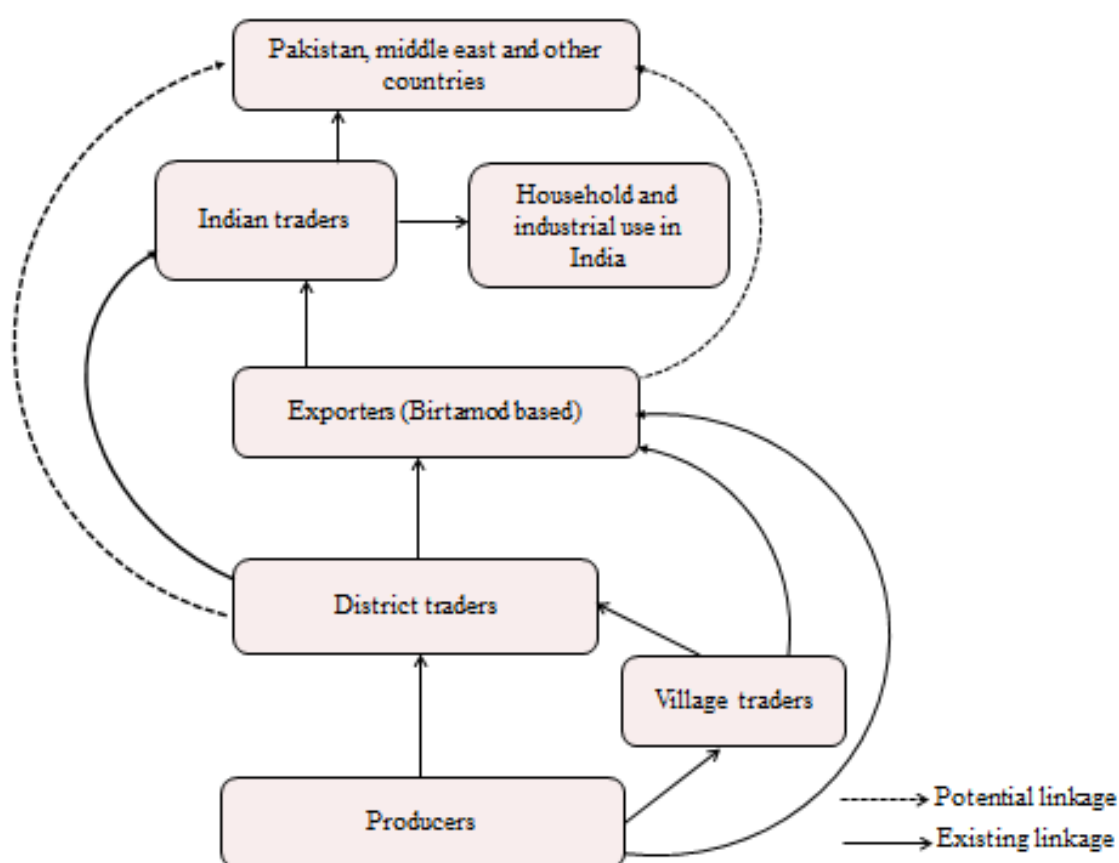 Pakistan, middle east and other
countries
Indian traders
Household and
industrial use in
India
Exporters (Birtamod based)
District traders
Village traders
Producers
Potential linkage
Existing linkage